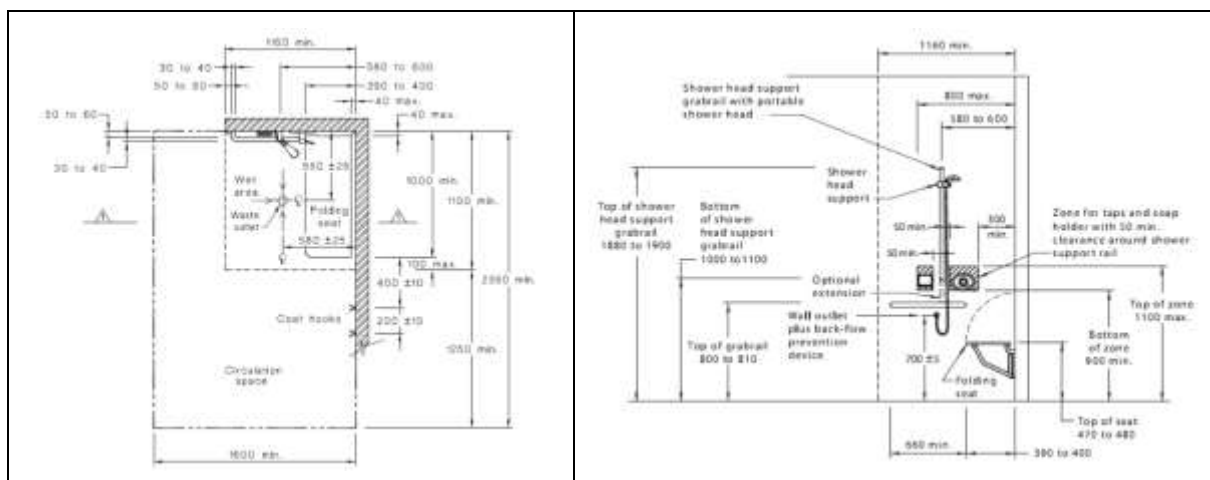 1160 min.
30 to 40
580 to 600
50 to 60
390 to 400
40 max.
40 max.
50 to 60
30 to 40
550 ±25
1000 min.
1100 min.
Wet
area
Waste
outlet
Folding
seat
580 ±25
100 max.
400 ±10
Coat hooks
200 ±10
2350 min.
1250 min.
Circulation
space
1600 min.
1160 min.
Shower head support
grabrail with portable
shower head
800 max.
580 to 600
Shower
head
support
Top of shower
head support
grabrail
1880 to 1900
Bottom
of shower
head support
grabrail
1000 to 1100
50 min.
300
min.
50 min.
Zone for taps and soap
holder with 50 min.
clearance around shower
support rail
Optional
extension
Wall outlet
plus back-flow
prevention
device
Top of grabrail
800 to 810
700 ±5
Folding
seat
Top of zone
1100 max.
Bottom
of zone
900 min.
Top of seat
470 to 480
660 min.
390 to 400